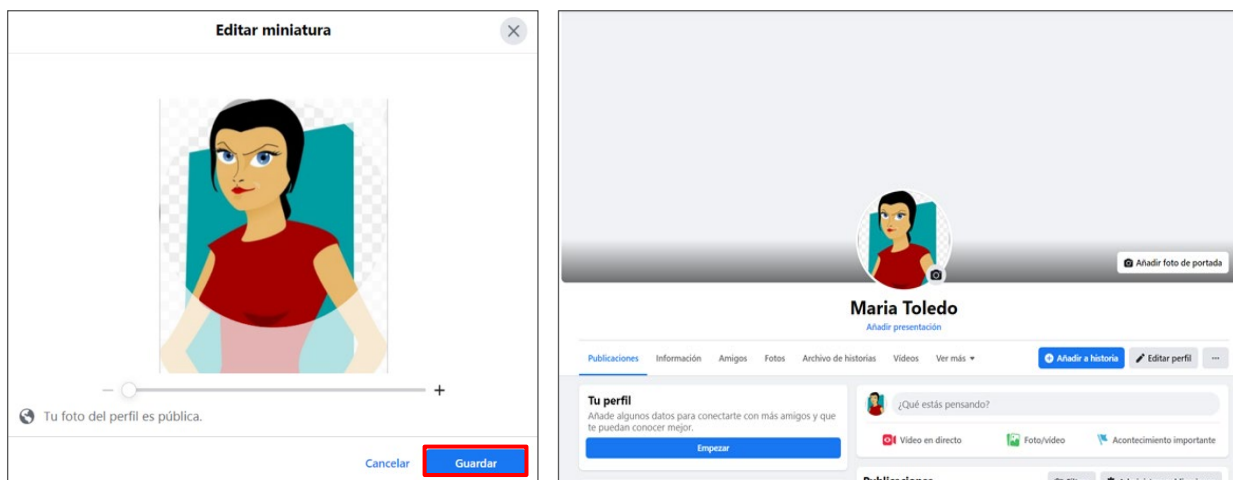 Editar miniatura
Tu foto del perfil es pública.
Cancelar
Guardar
Añadir foto de portada
Maria Toledo
Añadir presentación
Publicaciones Información Amigos Fotos Archivo de historias Vídeos Ver más
Añadir a historia Editar perfil
Tu perfil
Añade algunos datos para conectarte con más amigos y que
te puedan conocer mejor.
Empezar
¿Qué estás pensando?
Vídeo en directo Foto/vídeo Acontecimiento importante
Publicaciones